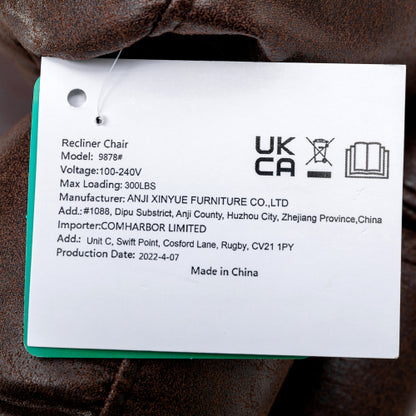 Recliner Chair
Model: 9878#
Voltage:100-240V
Max Loading: 300LBS
Manufacturer: ANJI XINYUE FURNITURE CO.,LTD
Add.:#1088, Dipu Substrict, Anji County, Huzhou City, Zhejiang Province,China
Importer:COMHARBOR LIMITED
Add.: Unit C, Swift Point, Cosford Lane, Rugby, CV21 1PY
Production Date: 2022-4-07
Made in China
UK
CA